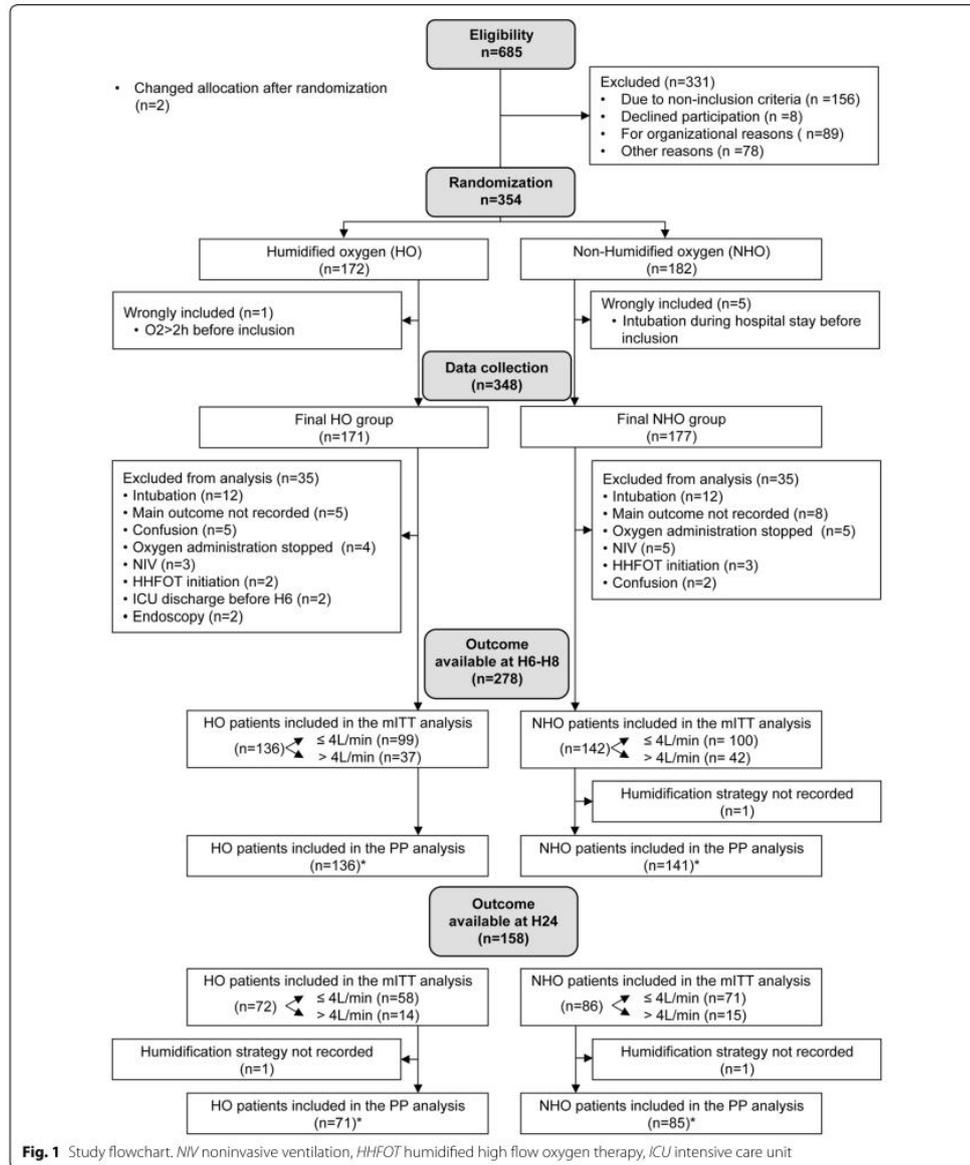 Eligibility
n=685
• Changed allocation after randomization
(n=2)
Excluded (n=331)
• Due to non-inclusion criteria (n =156)
• Declined participation (n =8)
• For organizational reasons ( n =89)
• Other reasons (n =78)
Randomization
n=354
Humidified oxygen (HO)
(n=172)
Non-Humidified oxygen (NHO)
(n=182)
Wrongly included (n=1)
• O2>2h before inclusion
Wrongly included (n=5)
• Intubation during hospital stay before
inclusion
Data collection
(n=348)
Final HO group
(n=171)
Final NHO group
(n=177)
Excluded from analysis (n=35)
• Intubation (n=12)
• Main outcome not recorded (n=5)
• Confusion (n=5)
• Oxygen administration stopped (n=4)
• NIV (n=3)
• HHFOT initiation (n=2)
• ICU discharge before H6 (n=2)
• Endoscopy (n=2)
Excluded from analysis (n=35)
• Intubation (n=12)
• Main outcome not recorded (n=8)
• Oxygen administration stopped (n=5)
• NIV (n=5)
• HHFOT initiation (n=3)
• Confusion (n=2)
Outcome
available at H6-H8
(n=278)
HO patients included in the mITT analysis
(n=136)
≤ 4L/min (n=99)
> 4L/min (n=37)
NHO patients included in the mITT analysis
(n=142)
≤ 4L/min (n= 100)
> 4L/min (n= 42)
Humidification strategy not recorded
(n=1)
HO patients included in the PP analysis
(n=136)*
NHO patients included in the PP analysis
(n=141)*
Outcome
available at H24
(n=158)
HO patients included in the mITT analysis
(n=72)
≤ 4L/min (n=58)
> 4L/min (n=14)
NHO patients included in the mITT analysis
(n=86)
≤ 4L/min (n=71)
> 4L/min (n=15)
Humidification strategy not recorded
(n=1)
Humidification strategy not recorded
(n=1)
HO patients included in the PP analysis
(n=71)*
NHO patients included in the PP analysis
(n=85)*
Fig. 1 Study flowchart. NIV noninvasive ventilation, HHFOT humidified high flow oxygen therapy, ICU intensive care unit